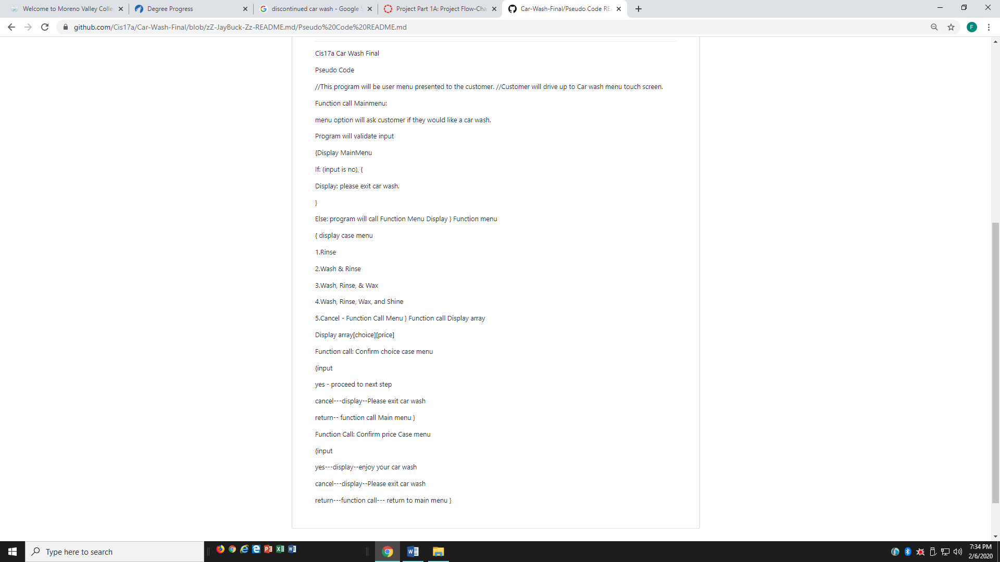 Welcome to Moreno Valley Colle
Degree Progress
discontinued car wash - Google S
Project Part 1A: Project Flow-Cha
Car-Wash-Final/Pseudo Code RE
github.com/Cis17a/Car-Wash-Final/blob/zZ-JayBuck-Zz-README.md/Pseudo%20Code%20README.md
F
Cis17a Car Wash Final
Pseudo Code
//This program will be user menu presented to the customer. //Customer will drive up to Car wash menu touch screen.
Function call Mainmenu:
menu option will ask customer if they would like a car wash.
Program will validate input
{Display MainMenu
If: (input is no), {
Display: please exit car wash.
}
Else: program will call Function Menu Display } Function menu
{ display case menu
1.Rinse
2.Wash & Rinse
3.Wash, Rinse, & Wax
4.Wash, Rinse, Wax, and Shine
5.Cancel - Function Call Menu } Function call Display array
Display array[choice][price]
Function call: Confirm choice case menu
{input
yes - proceed to next step
cancel---display--Please exit car wash
return-- function call Main menu }
Function Call: Confirm price Case menu
{input
yes---display--enjoy your car wash
cancel---display--Please exit car wash
return---function call--- return to main menu }
Type here to search
7:34 PM
2/6/2020